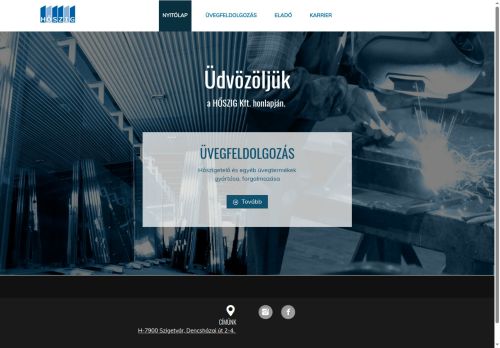 HŐSZIG
NYITÓLAP
ÜVEGFELDOLGOZÁS
ELADÓ
KARRIER
Üdvözöljük
a HŐSZIG Kft. honlapján.
ÜVEGFELDOLGOZÁS
Hőszigetelő és egyéb üvegtermékek
gyártása, forgalmazása
Tovább
CÍMÜNK
H-7900 Szigetvár, Dencsházai út 2-4.